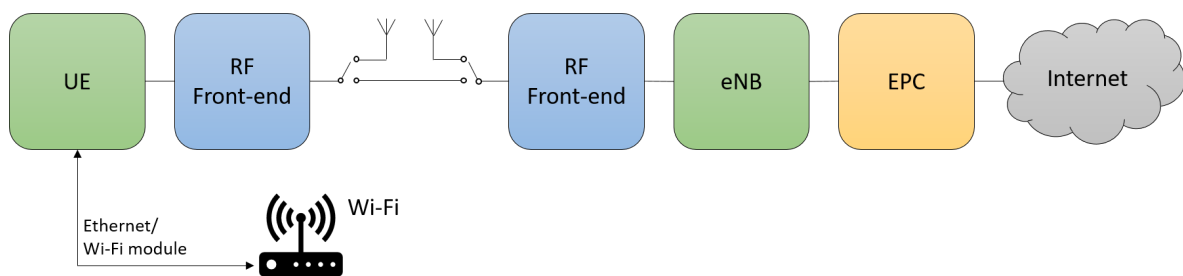 UE
RF
Front-end
RF
Front-end
eNB
EPC
Internet
Ethernet/
Wi-Fi module
Wi-Fi